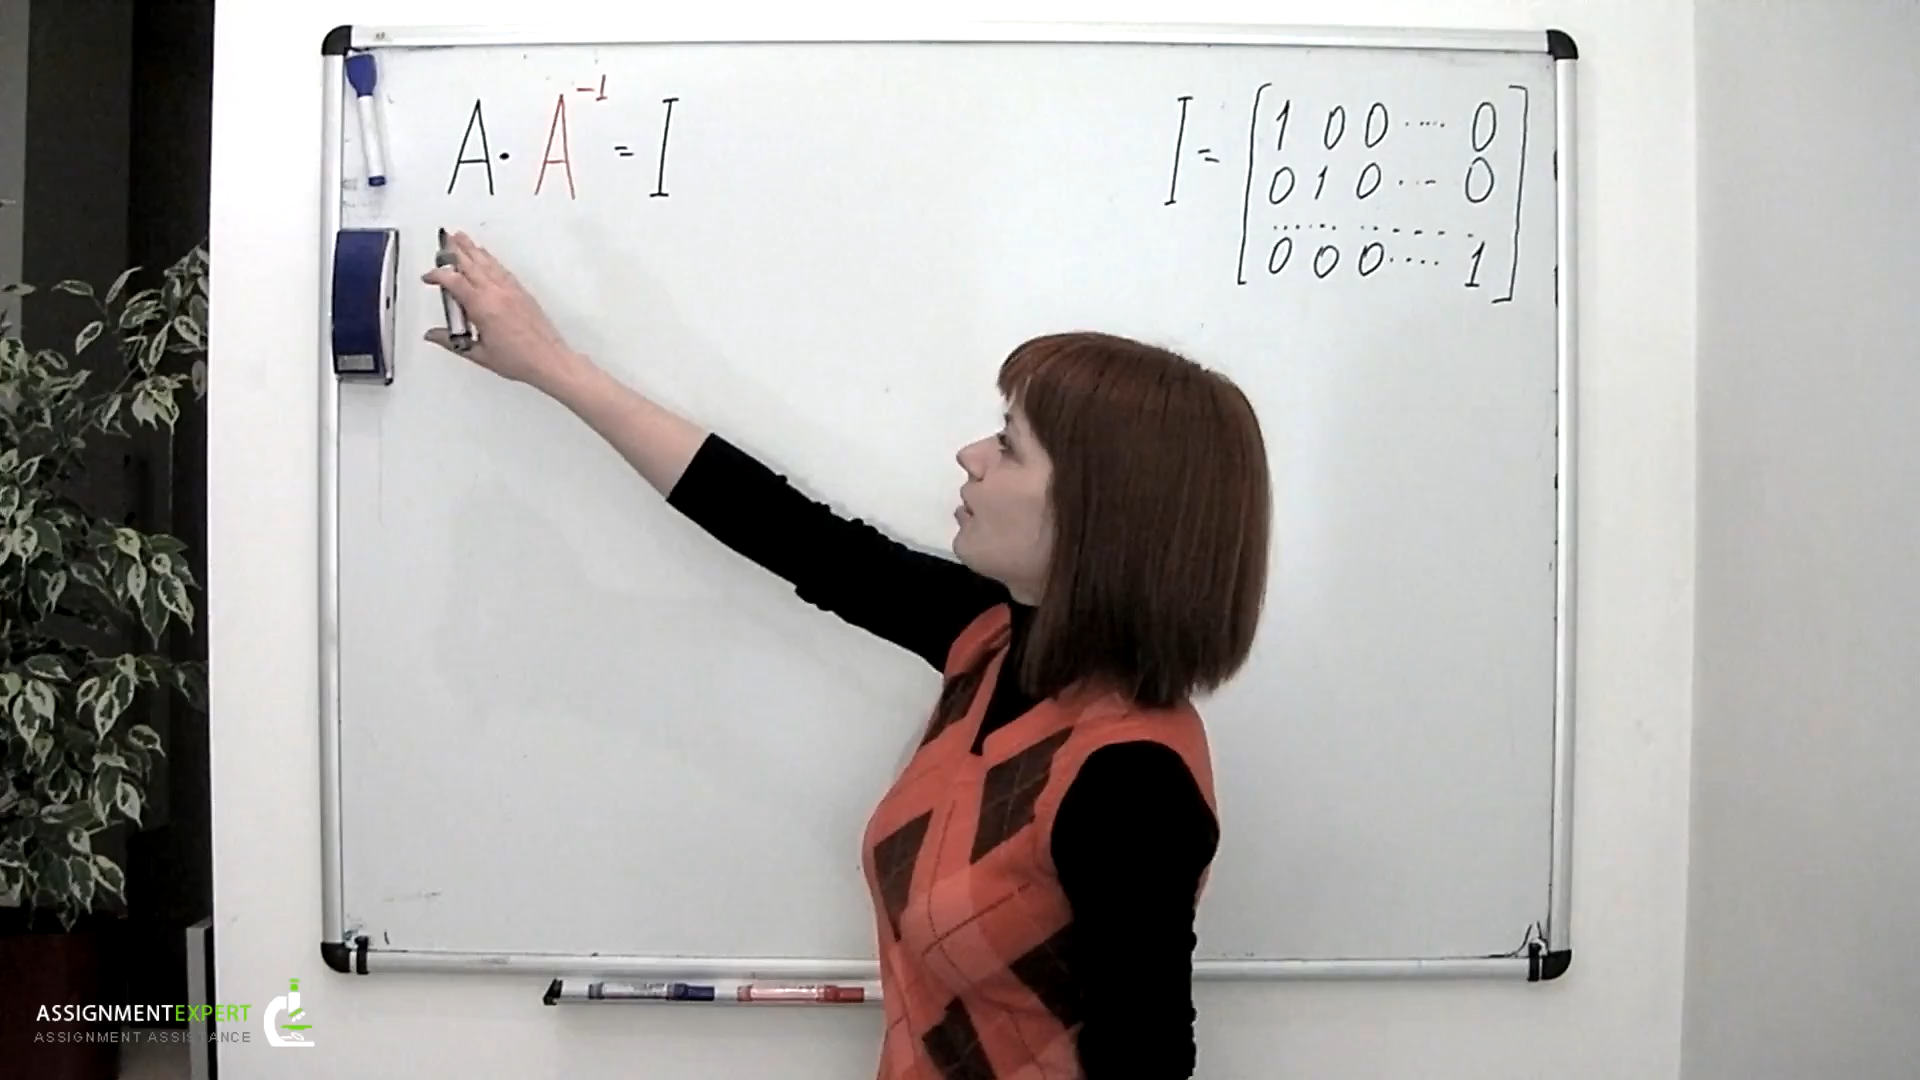 A · A⁻¹ = I
I = [1 0 0 .... 0
0 1 0 ... 0
.... ......
0 0 0 .... 1]
ASSIGNMENTEXPERT
ASSIGNMENT ASSISTANCE